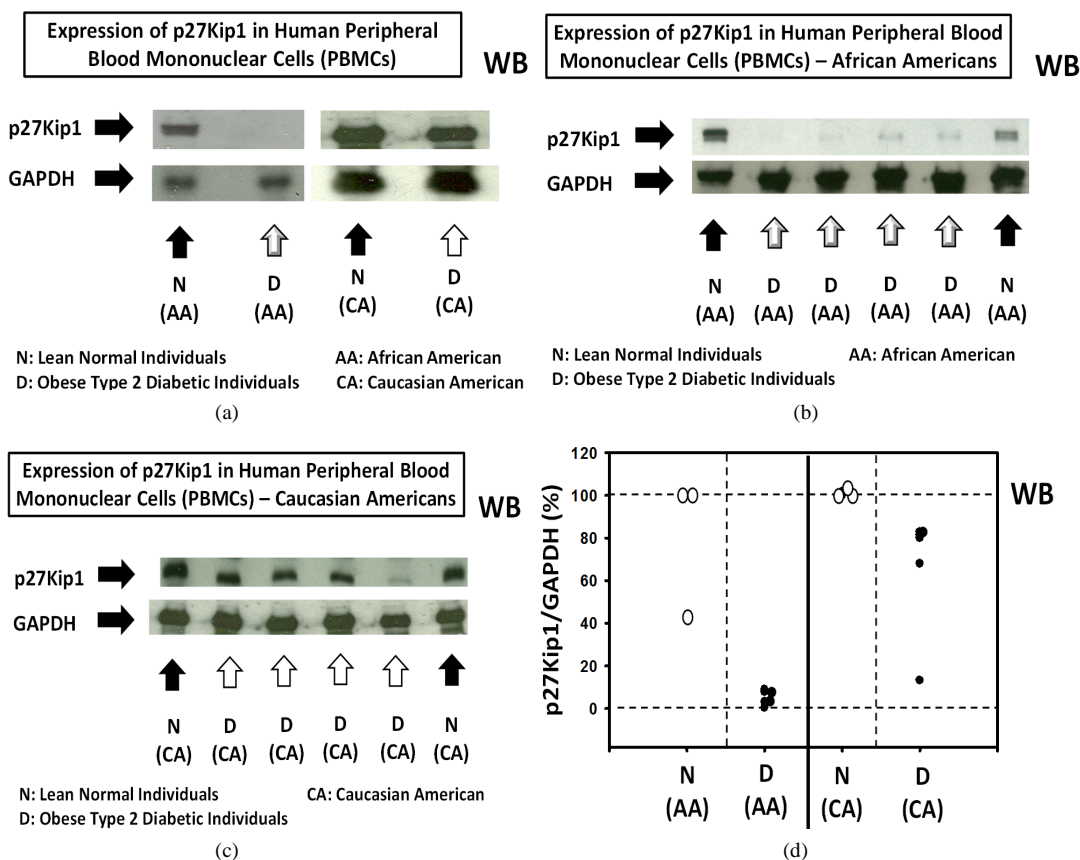 Expression of p27Kip1 in Human Peripheral
Blood Mononuclear Cells (PBMCs)
WB
p27Kip1
GAPDH
N
(AA)
D
(AA)
N
(CA)
D
(CA)
N: Lean Normal Individuals
AA: African American
D: Obese Type 2 Diabetic Individuals
CA: Caucasian American
(a)
Expression of p27Kip1 in Human Peripheral Blood
Mononuclear Cells (PBMCs) – African Americans
WB
p27Kip1
GAPDH
N
(AA)
D
(AA)
D
(AA)
D
(AA)
D
(AA)
N
(AA)
N: Lean Normal Individuals
AA: African American
D: Obese Type 2 Diabetic Individuals
(b)
Expression of p27Kip1 in Human Peripheral Blood
Mononuclear Cells (PBMCs) – Caucasian Americans
WB
p27Kip1
GAPDH
N
(CA)
D
(CA)
D
(CA)
D
(CA)
D
(CA)
N
(CA)
N: Lean Normal Individuals
CA: Caucasian American
D: Obese Type 2 Diabetic Individuals
(c)
p27Kip1/GAPDH (%)
120
100
80
60
40
20
0
N
(AA)
D
(AA)
N
(CA)
D
(CA)
WB
(d)